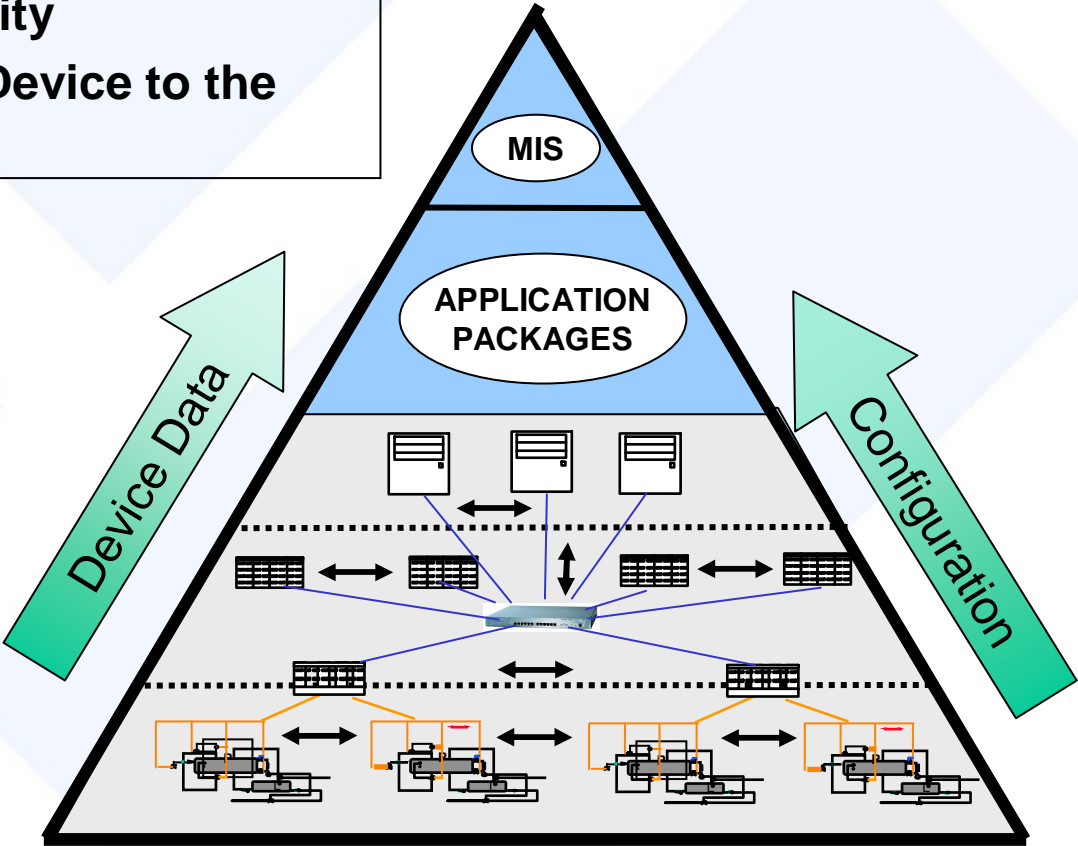 ity
Device to the
MIS
APPLICATION
PACKAGES
Device Data
Configuration